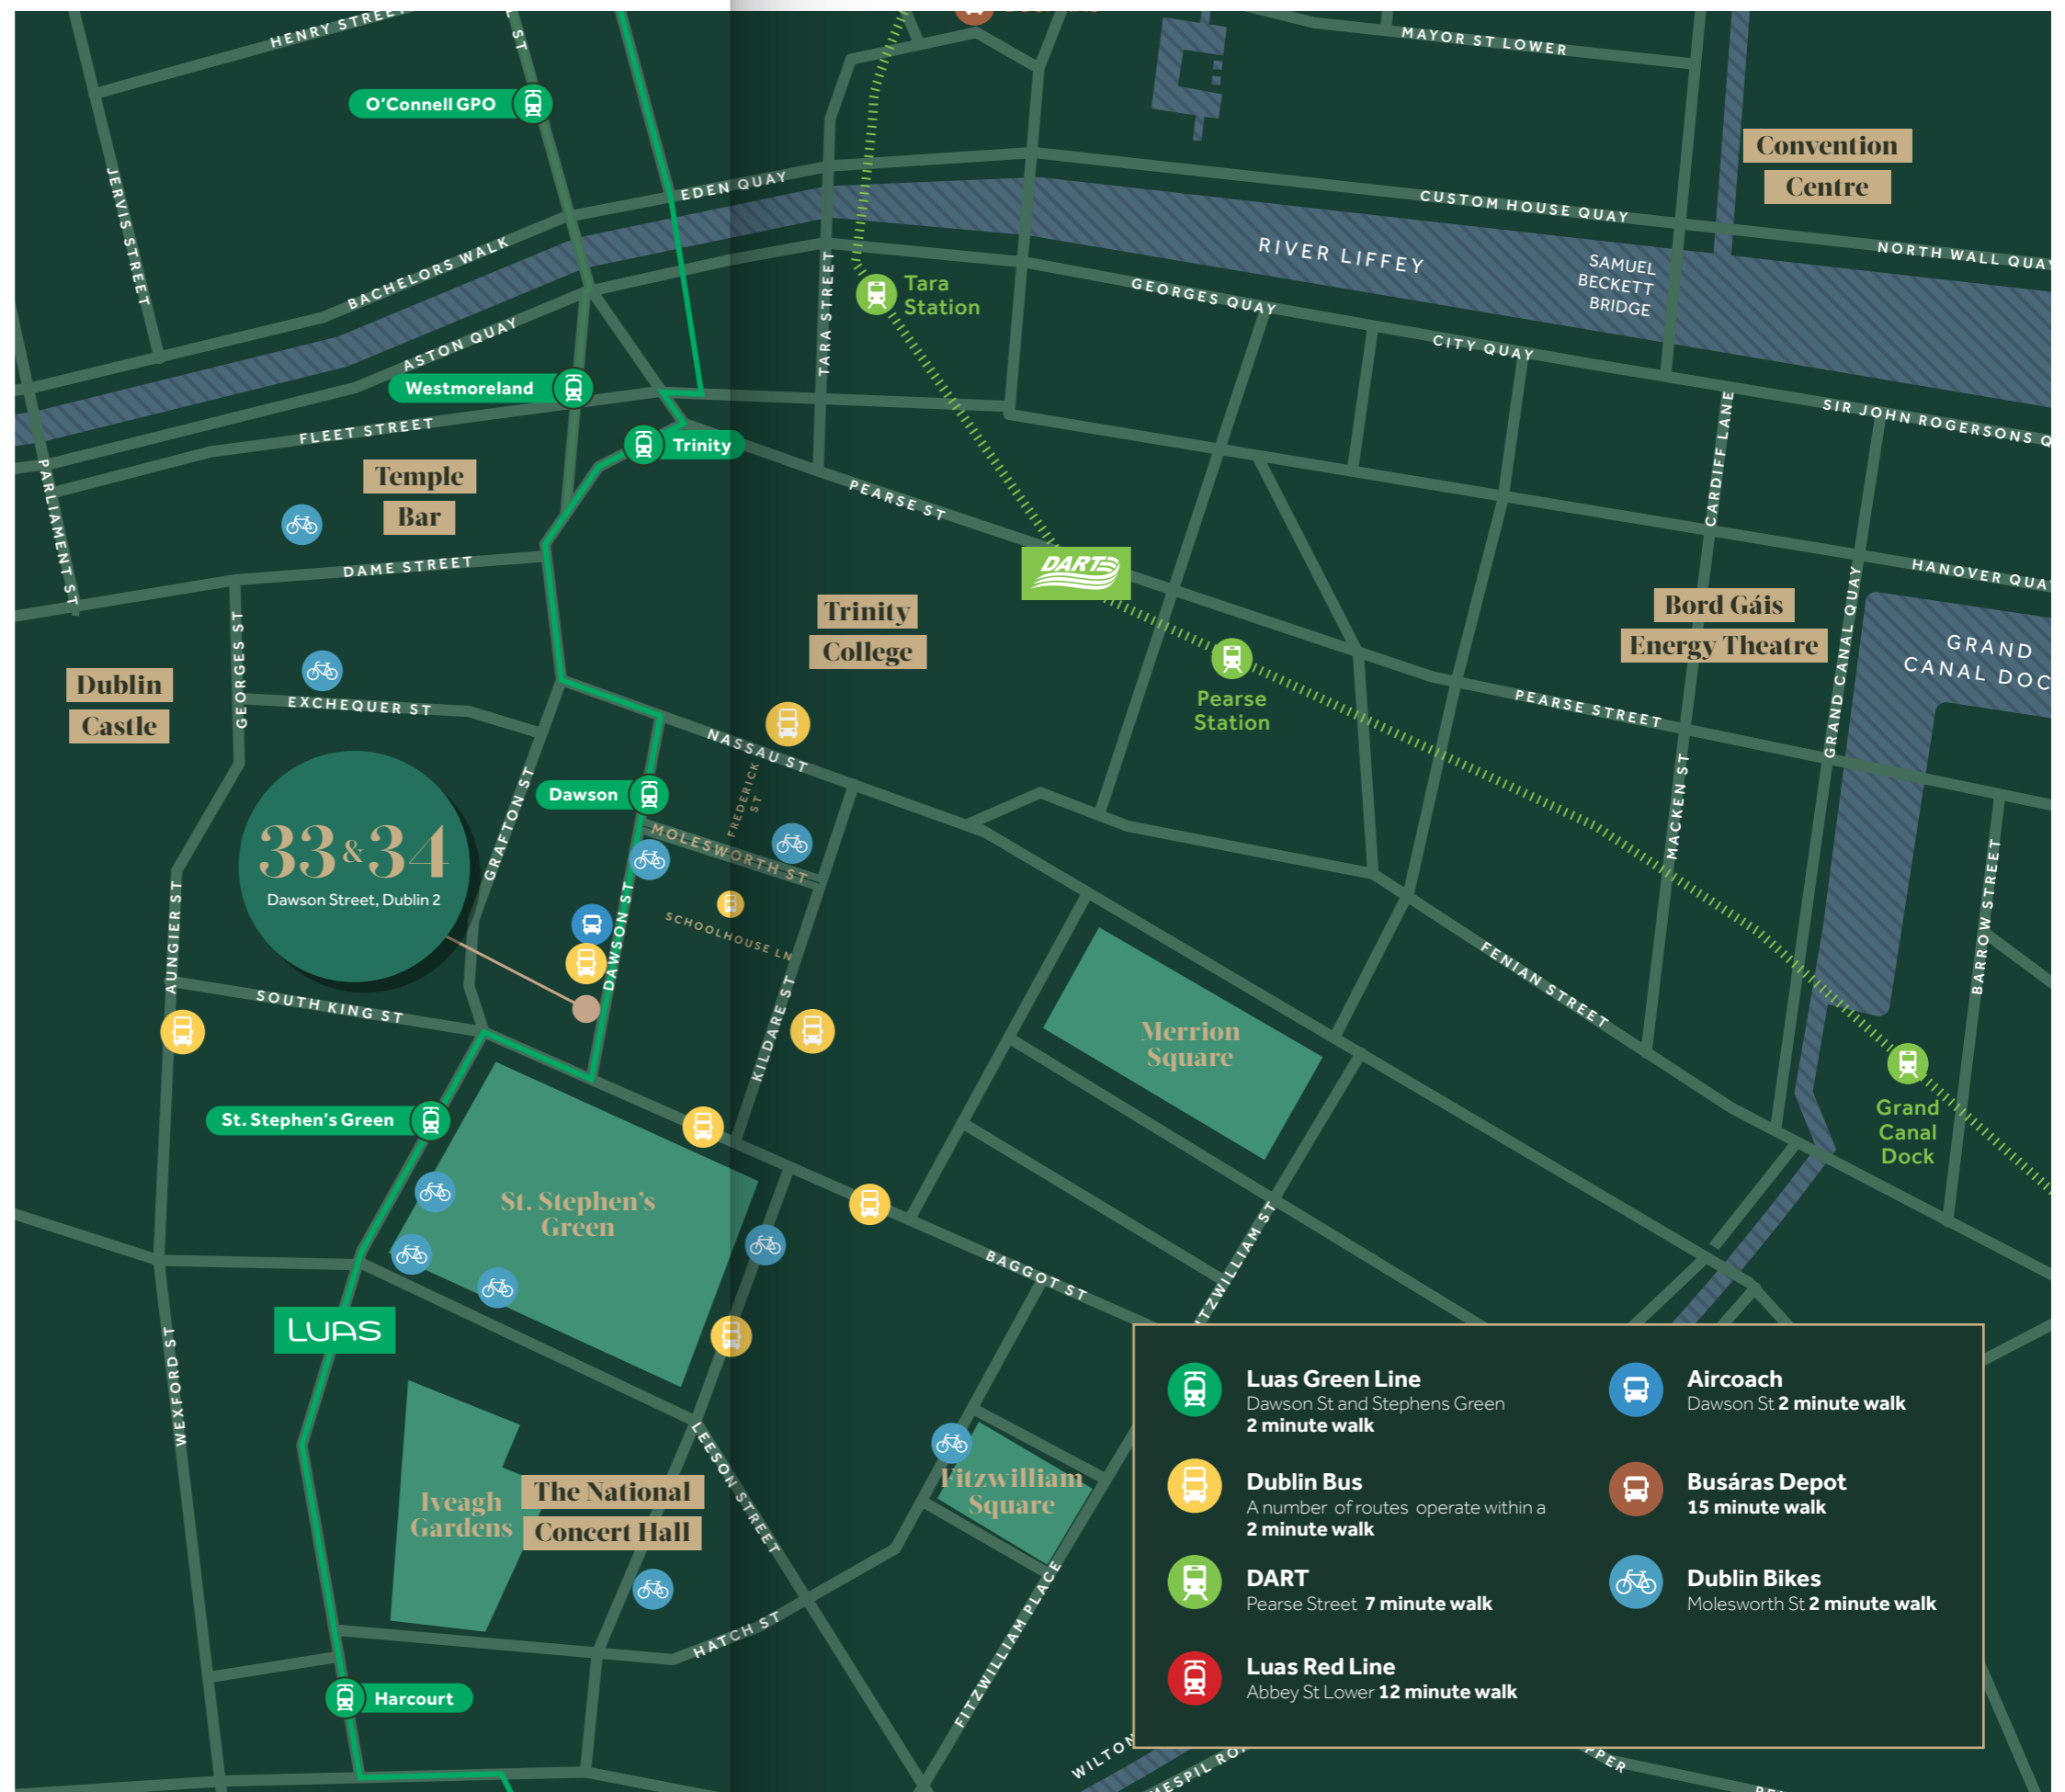 HENRY STREET
ST
MAYOR ST LOWER
O'Connell GPO
JERVIS STREET
EDEN QUAY
BACHELORS WALK
Convention
Centre
CUSTOM HOUSE QUAY
NORTH WALL QUAY
RIVER LIFFEY
SAMUEL
BECKETT
BRIDGE
Tara
Station
TARA STREET
GEORGES QUAY
CITY QUAY
ASTON QUAY
Westmoreland
FLEET STREET
Trinity
CARDIFF LANE
SIR JOHN ROGERSONS Q
PARLIAMENT ST
Temple
Bar
PEARSE ST
DAME STREET
DART
HANOVER QUAY
Trinity
College
Bord Gáis
Energy Theatre
GRAND CANAL QUAY
GRAND
CANAL DOC
GEORGES ST
Dublin
Castle
EXCHEQUER ST
Pearse
Station
PEARSE STREET
NASSAU ST
FREDERICK
ST
Dawson
MOLESWORTH ST
GRAFTON ST
MACKEN ST
33&34
Dawson Street, Dublin 2
BARROW STREET
AUNGIER ST
DAWSON ST
SCHOOLHOUSE LN
FENIAN STREET
SOUTH KING ST
KILDARE ST
Merrion
Square
St. Stephen's Green
Grand
Canal
Dock
St. Stephen's
Green
BAGGOT ST
ITZWILLIAM ST
LUAS
WEXFORD ST
LEESON STREET
Iveagh
Gardens
The National
Concert Hall
Fitzwilliam
Square
HATCH ST
FITZWILLIAM PLACE
Harcourt
WILTON
MESPIL RO
PPER
Luas Green Line
Dawson St and Stephens Green
2 minute walk
Dublin Bus
A number of routes operate within a
2 minute walk
DART
Pearse Street 7 minute walk
Luas Red Line
Abbey St Lower 12 minute walk
Aircoach
Dawson St 2 minute walk
Busáras Depot
15 minute walk
Dublin Bikes
Molesworth St 2 minute walk